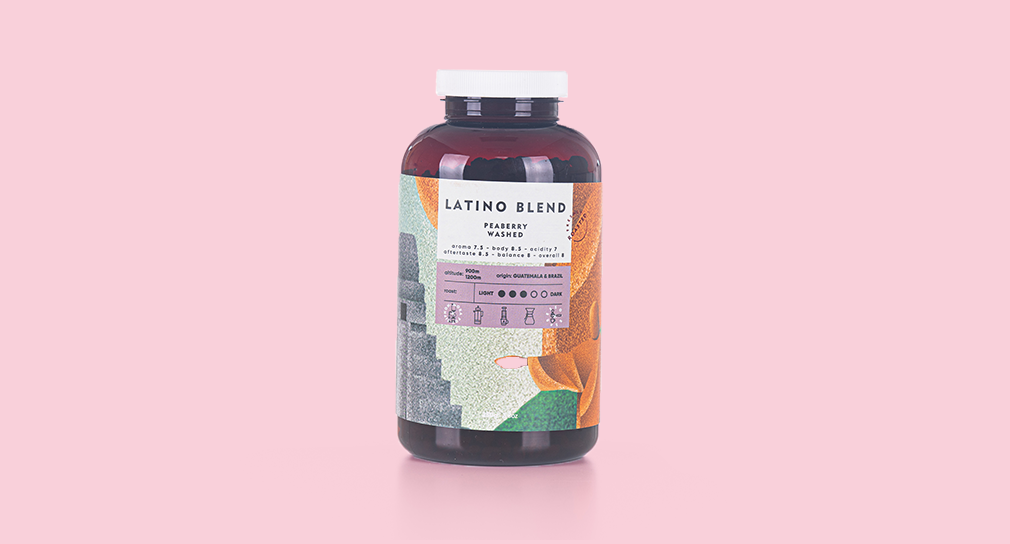 LATINO BLEND
PEABERRY
WASHED
aroma 7.5 - body 8.5 - acidity 7
aftertaste 8.5 - balance 8 - overall 8
altitude: 900m
1200m
origin: GUATEMALA & BRAZIL
roast:
LIGHT
DARK
ROASTED